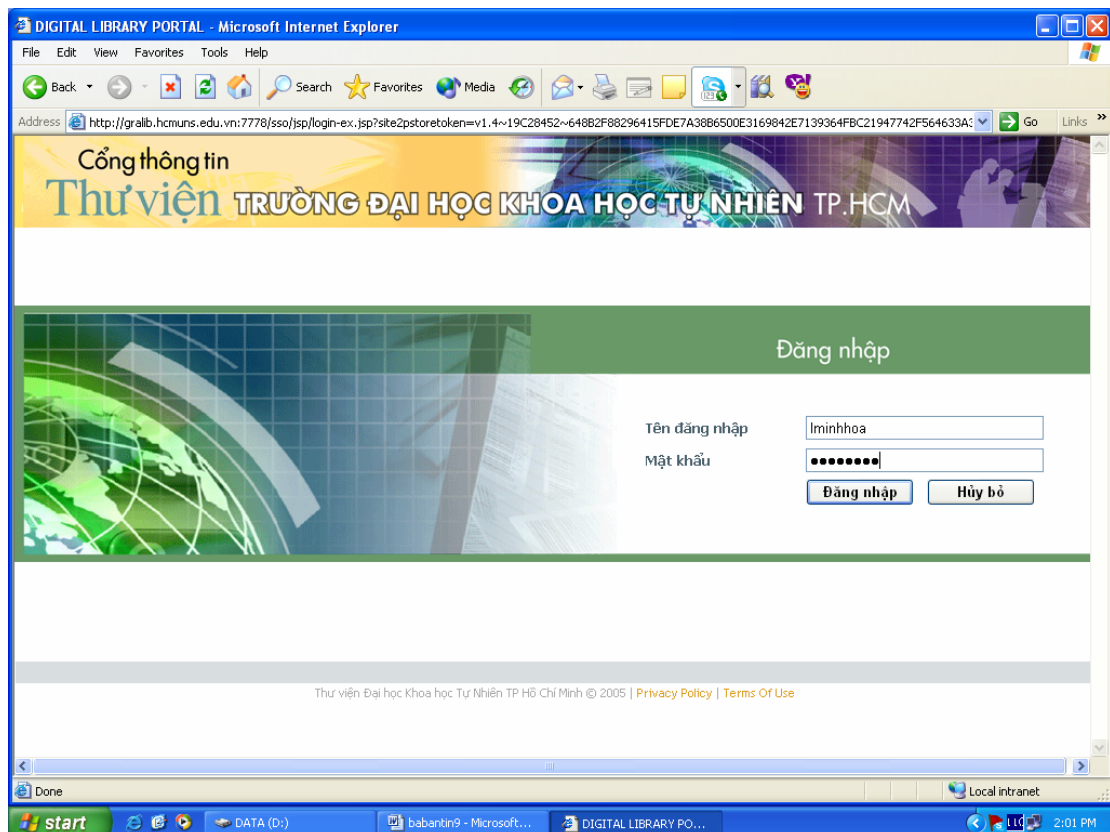 DIGITAL LIBRARY PORTAL - Microsoft Internet Explorer
File Edit View Favorites Tools Help
Back Search Favorites Media
Address http://gralib.hcmuns.edu.vn:7778/sso/jsp/login-ex.jsp?site2pstoretoken=v1.4~19C28452~648B2F88296415FDE7A38B6500E3169842E7139364FBC21947742F564633A3 Go Links »
Cổng thông tin
Thư viện TRƯỜNG ĐẠI HỌC KHOA HỌC TỰ NHIÊN TP.HCM
Đăng nhập
Tên đăng nhập lminhhoa
Mật khẩu ●●●●●●●●
Đăng nhập Hủy bỏ
Thư viện Đại học Khoa học Tự Nhiên TP Hồ Chí Minh © 2005 | Privacy Policy | Terms Of Use
Done Local intranet
start DATA (D:) babantin9 - Microsoft... DIGITAL LIBRARY PO... 2:01 PM